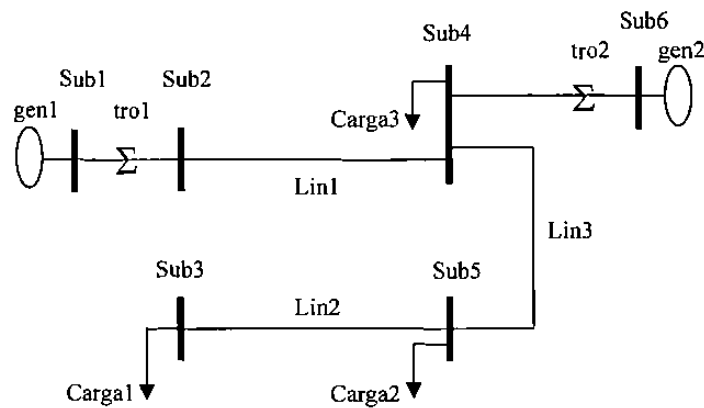 Sub4
Sub6
tro2
gen2
Sub1
Sub2
gen1
tro1
Carga3
Lin1
Lin3
Sub3
Sub5
Lin2
Carga1
Carga2